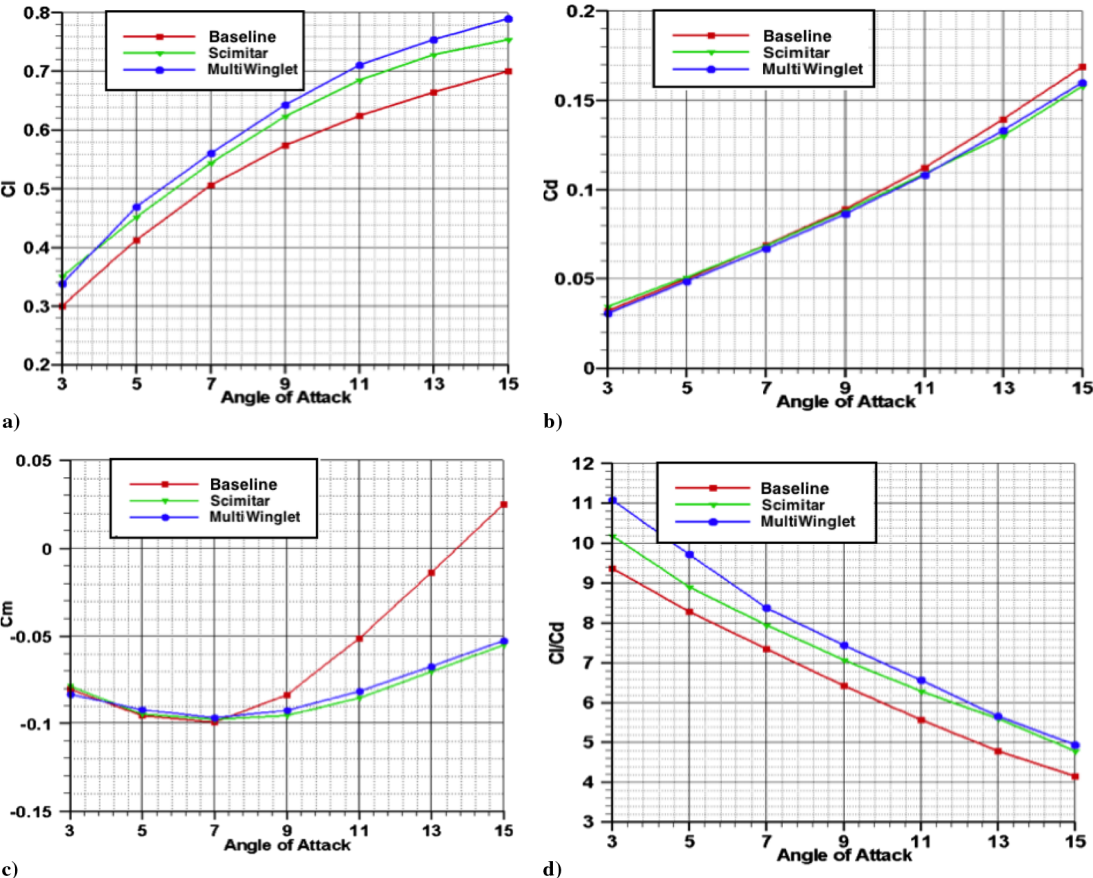 0.8
0.7
0.6
0.5
0.4
0.3
0.2
Cl
Baseline
Scimitar
MultiWinglet
3 5 7 9 11 13 15
Angle of Attack
a)
0.2
0.15
0.1
0.05
0
Cd
Baseline
Scimitar
MultiWinglet
3 5 7 9 11 13 15
Angle of Attack
b)
0.05
0
-0.05
-0.1
-0.15
Cm
Baseline
Scimitar
MultiWinglet
3 5 7 9 11 13 15
Angle of Attack
c)
12
11
10
9
8
7
6
5
4
3
Cl/Cd
Baseline
Scimitar
MultiWinglet
3 5 7 9 11 13 15
Angle of Attack
d)